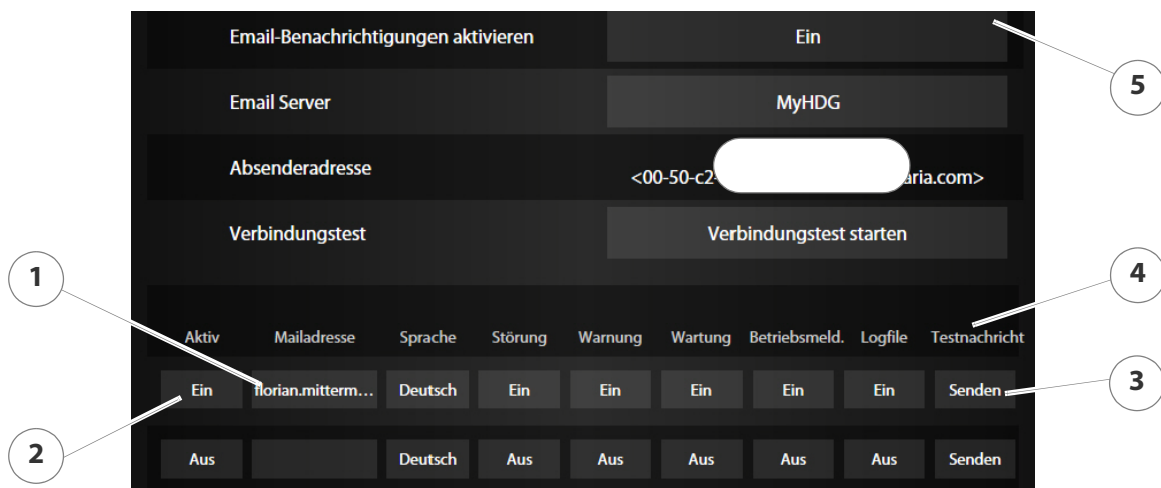 Email-Benachrichtigungen aktivieren Ein
5
Email Server MyHDG
Absenderadresse <00-50-c2- aria.com>
Verbindungstest Verbindungstest starten
1
4
Aktiv Mailadresse Sprache Störung Warnung Wartung Betriebsmeld. Logfile Testnachricht
Ein florian.mitterm... Deutsch Ein Ein Ein Ein Ein Senden
3
2
Aus Deutsch Aus Aus Aus Aus Aus Senden